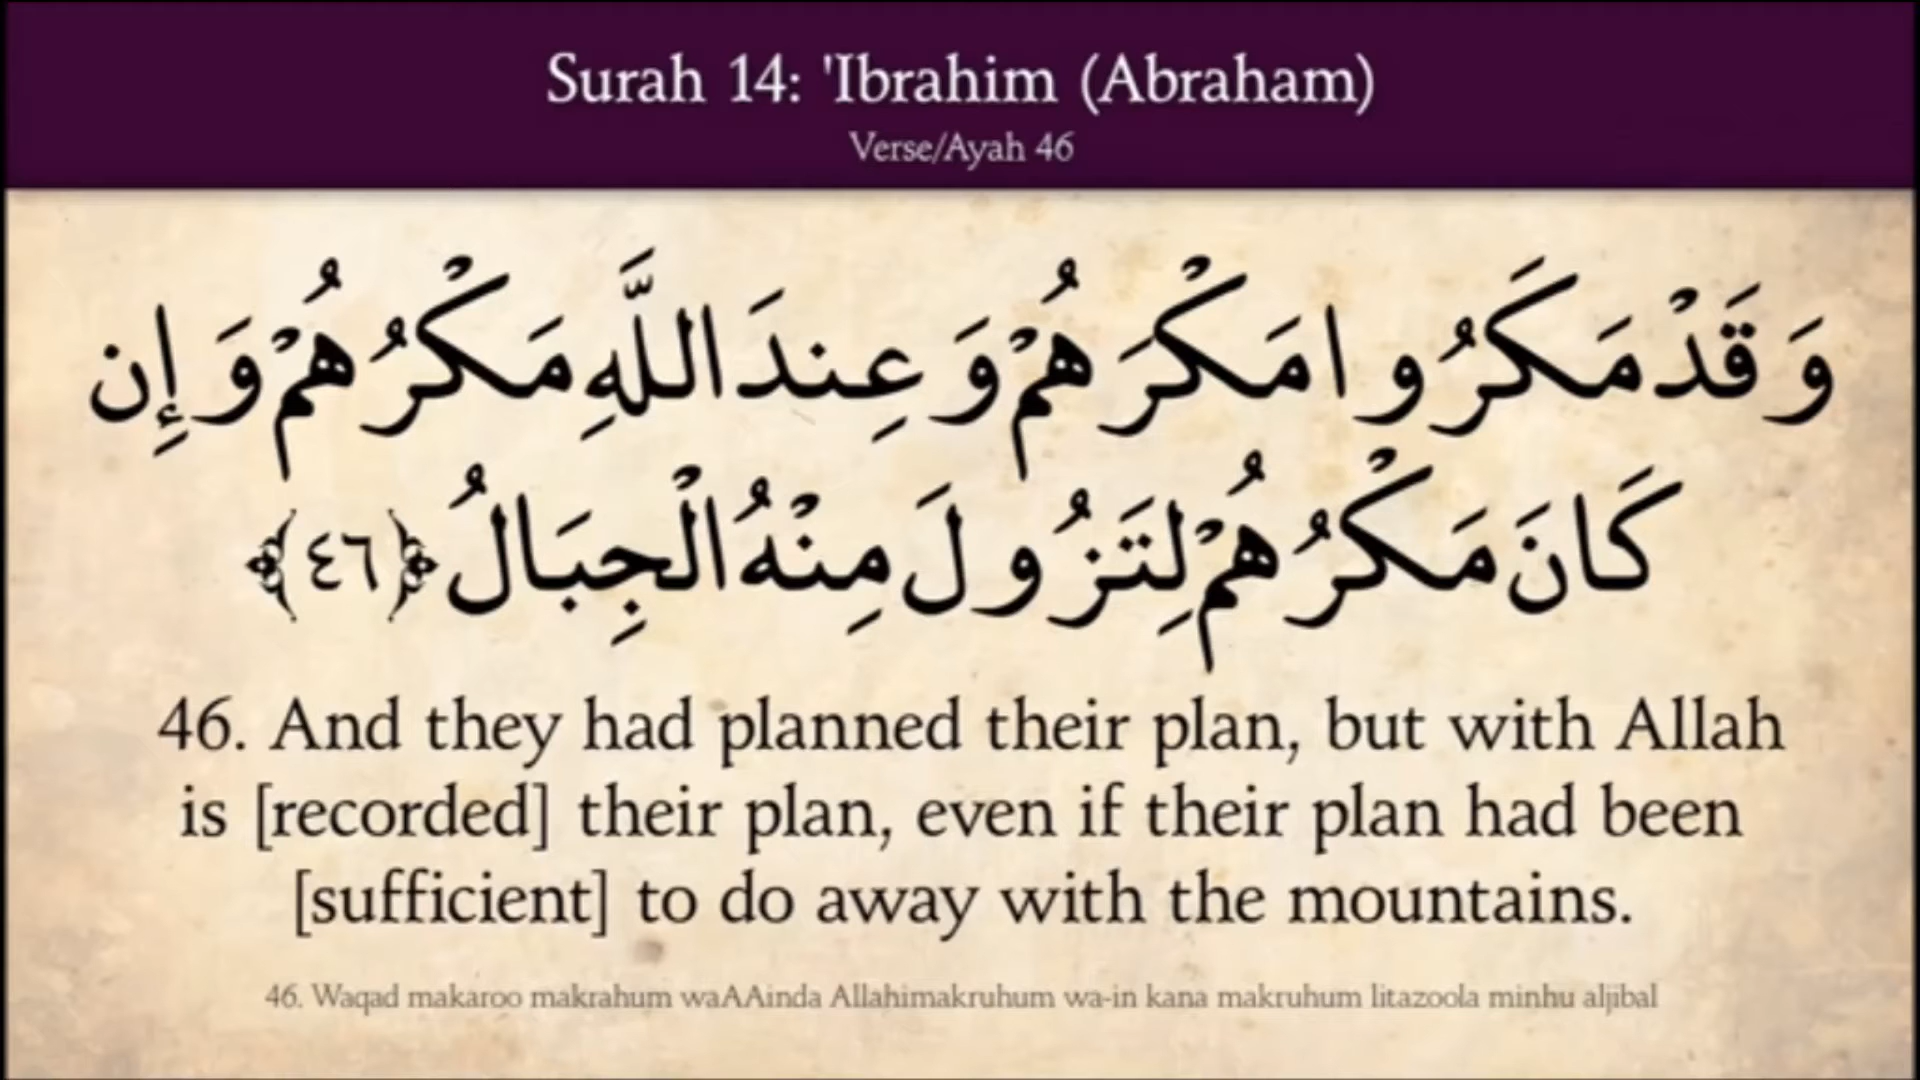 Surah 14: 'Ibrahim (Abraham)
Verse/Ayah 46
وَقَدْ مَكَرُوا مَكْرَهُمْ وَعِندَ اللَّهِ مَكْرُهُمْ وَإِن
كَانَ مَكْرُهُمْ لِتَزُولَ مِنْهُ الْجِبَالُ ﴿٤٦﴾
46. And they had planned their plan, but with Allah
is [recorded] their plan, even if their plan had been
[sufficient] to do away with the mountains.
46. Waqad makaroo makrahum waAAinda Allahimakruhum wa-in kana makruhum litazoola minhu aljibal